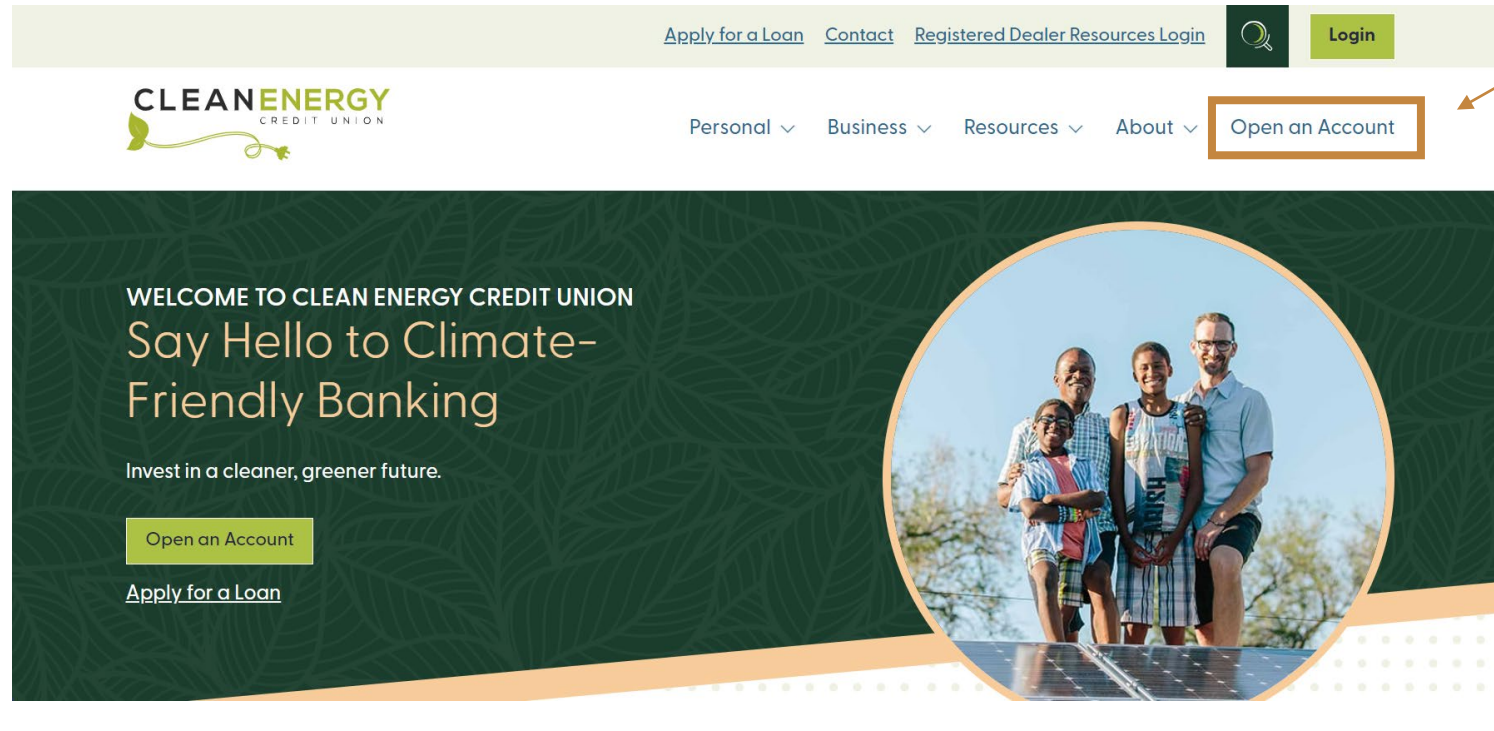 Apply for a Loan Contact Registered Dealer Resources Login Login
CLEANENERGY
CREDIT UNION
Personal Business Resources About Open an Account
WELCOME TO CLEAN ENERGY CREDIT UNION
Say Hello to Climate-
Friendly Banking
Invest in a cleaner, greener future.
Open an Account
Apply for a Loan